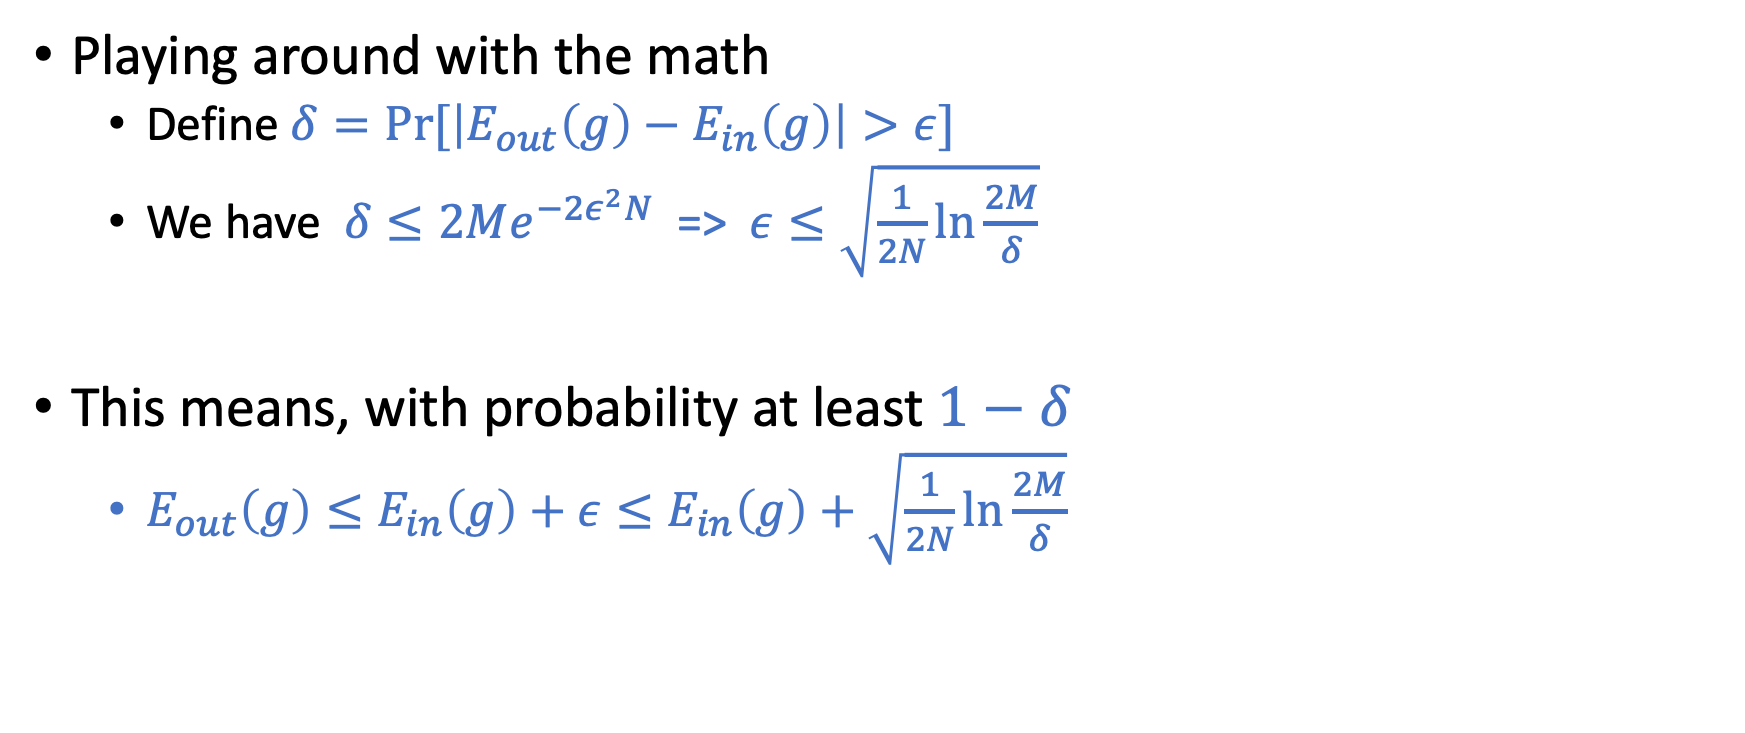 • Playing around with the math
• Define δ = Pr[|E_out(g) − E_in(g)| > ϵ]
• We have δ ≤ 2Me^{−2ϵ²N} => ϵ ≤ √(1/2N ln 2M/δ)
• This means, with probability at least 1 − δ
• E_out(g) ≤ E_in(g) + ϵ ≤ E_in(g) + √(1/2N ln 2M/δ)